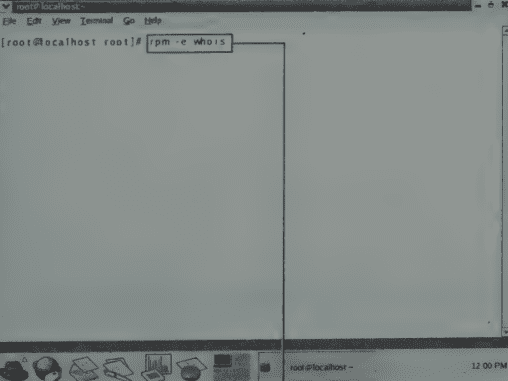 root@localhost:~
File Edit View Terminal Go Help
[root@localhost root]# rpm -e whois
root@localhost ~
12:00 PM